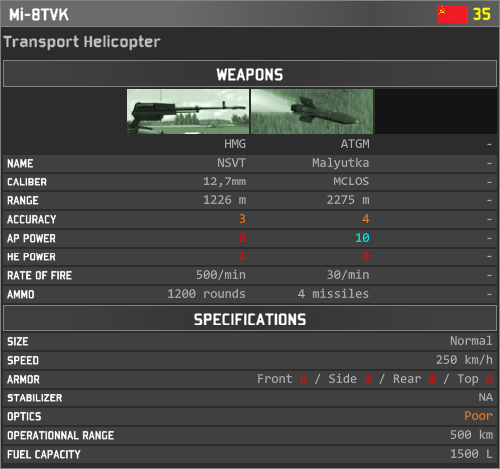 Mi-8TVK 35
Transport Helicopter
WEAPONS
HMG ATGM -
NAME NSVT Malyutka -
CALIBER 12,7mm MCLOS -
RANGE 1226 m 2275 m -
ACCURACY 3 4 -
AP POWER 0 10 -
HE POWER 1 0 -
RATE OF FIRE 500/min 30/min -
AMMO 1200 rounds 4 missiles -
SPECIFICATIONS
SIZE Normal
SPEED 250 km/h
ARMOR Front 0 / Side 0 / Rear 0 / Top 0
STABILIZER NA
OPTICS Poor
OPERATIONNAL RANGE 500 km
FUEL CAPACITY 1500 L